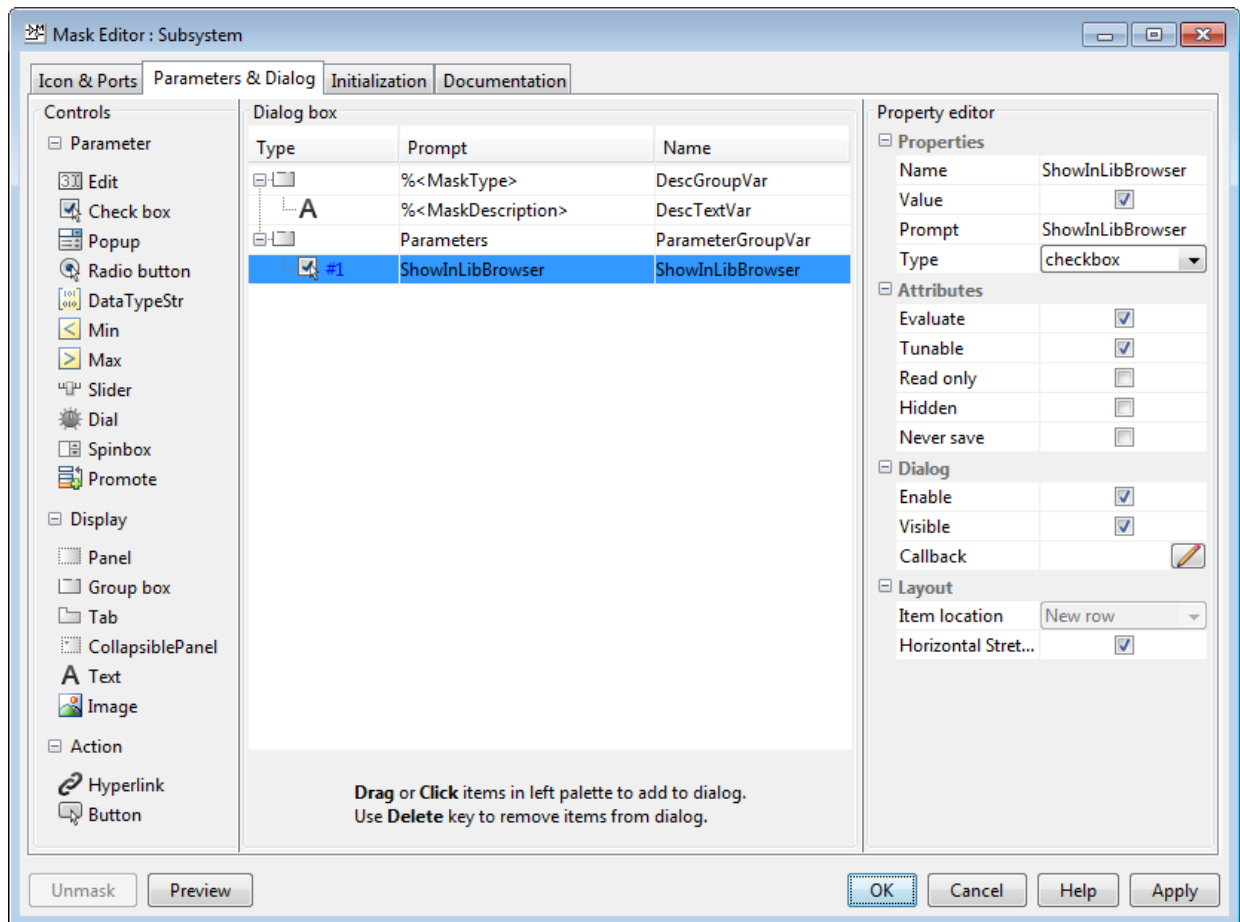 Mask Editor : Subsystem
Icon & Ports
Parameters & Dialog
Initialization
Documentation
Controls
Parameter
Edit
Check box
Popup
Radio button
DataTypeStr
Min
Max
Slider
Dial
Spinbox
Promote
Display
Panel
Group box
Tab
CollapsiblePanel
Text
Image
Action
Hyperlink
Button
Dialog box
Type Prompt Name
%<MaskType> DescGroupVar
A %<MaskDescription> DescTextVar
Parameters ParameterGroupVar
#1 ShowInLibBrowser ShowInLibBrowser
Drag or Click items in left palette to add to dialog.
Use Delete key to remove items from dialog.
Property editor
Properties
Name ShowInLibBrowser
Value
Prompt ShowInLibBrowser
Type checkbox
Attributes
Evaluate
Tunable
Read only
Hidden
Never save
Dialog
Enable
Visible
Callback
Layout
Item location New row
Horizontal Stret...
Unmask
Preview
OK
Cancel
Help
Apply